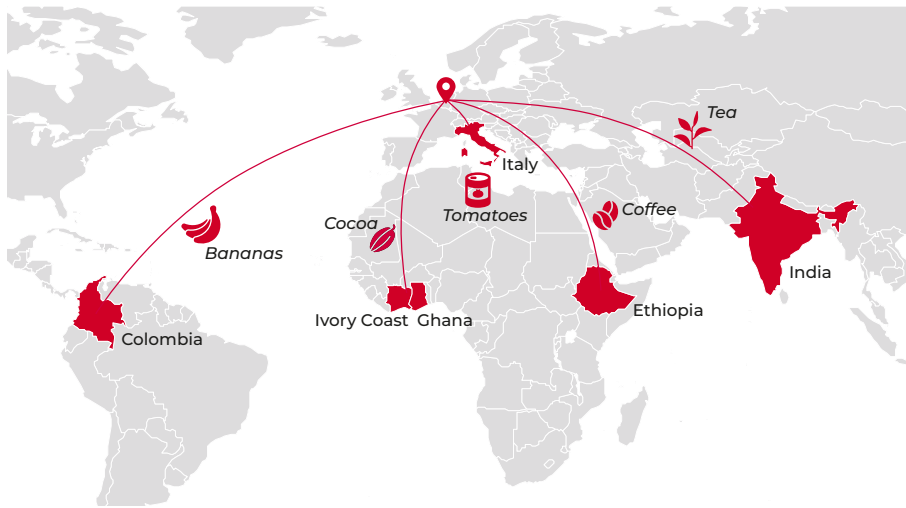 Tea
Italy
Tomatoes
Coffee
Cocoa
Bananas
India
Ethiopia
Ivory Coast Ghana
Colombia